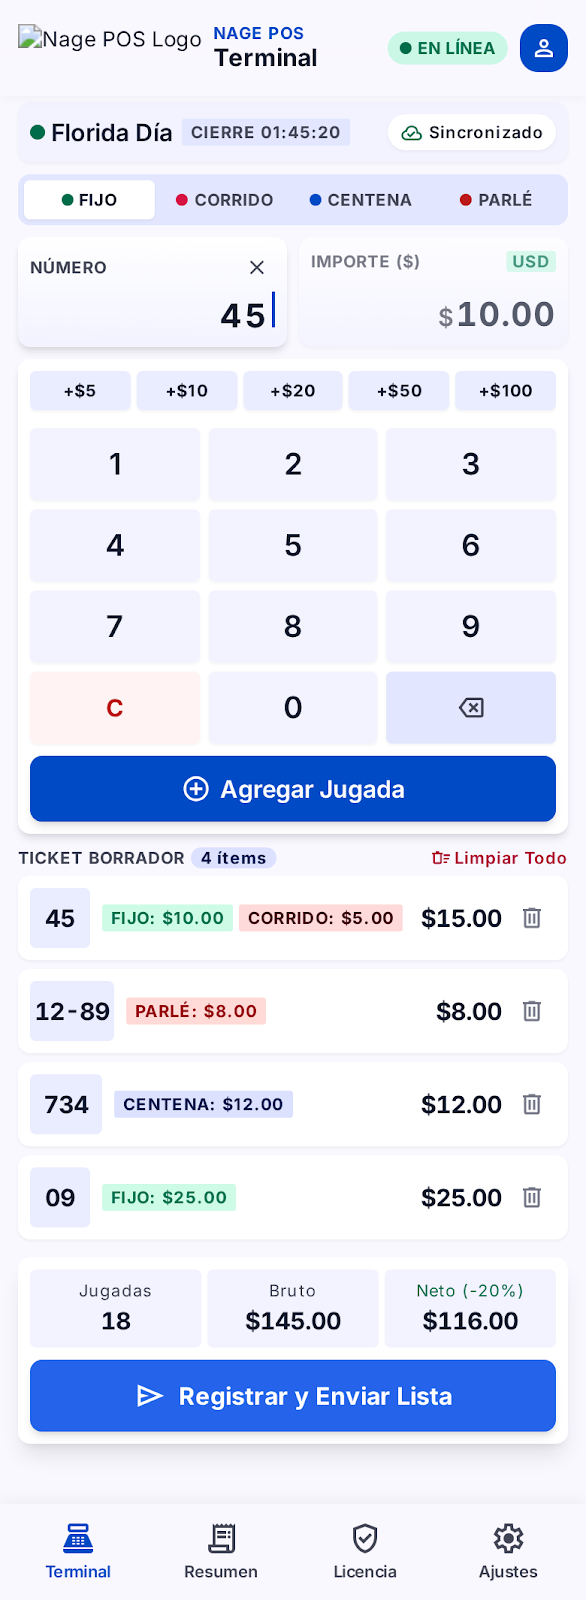 Nage POS Logo
NAGE POS
Terminal
EN LÍNEA
Florida Día
CIERRE 01:45:20
Sincronizado
FIJO
CORRIDO
CENTENA
PARLÉ
NÚMERO
45
IMPORTE ($)
USD
$10.00
+$5
+$10
+$20
+$50
+$100
1
2
3
4
5
6
7
8
9
C
0
Agregar Jugada
TICKET BORRADOR
4 ítems
Limpiar Todo
45
FIJO: $10.00
CORRIDO: $5.00
$15.00
12-89
PARLÉ: $8.00
$8.00
734
CENTENA: $12.00
$12.00
09
FIJO: $25.00
$25.00
Jugadas
18
Bruto
$145.00
Neto (-20%)
$116.00
Registrar y Enviar Lista
Terminal
Resumen
Licencia
Ajustes